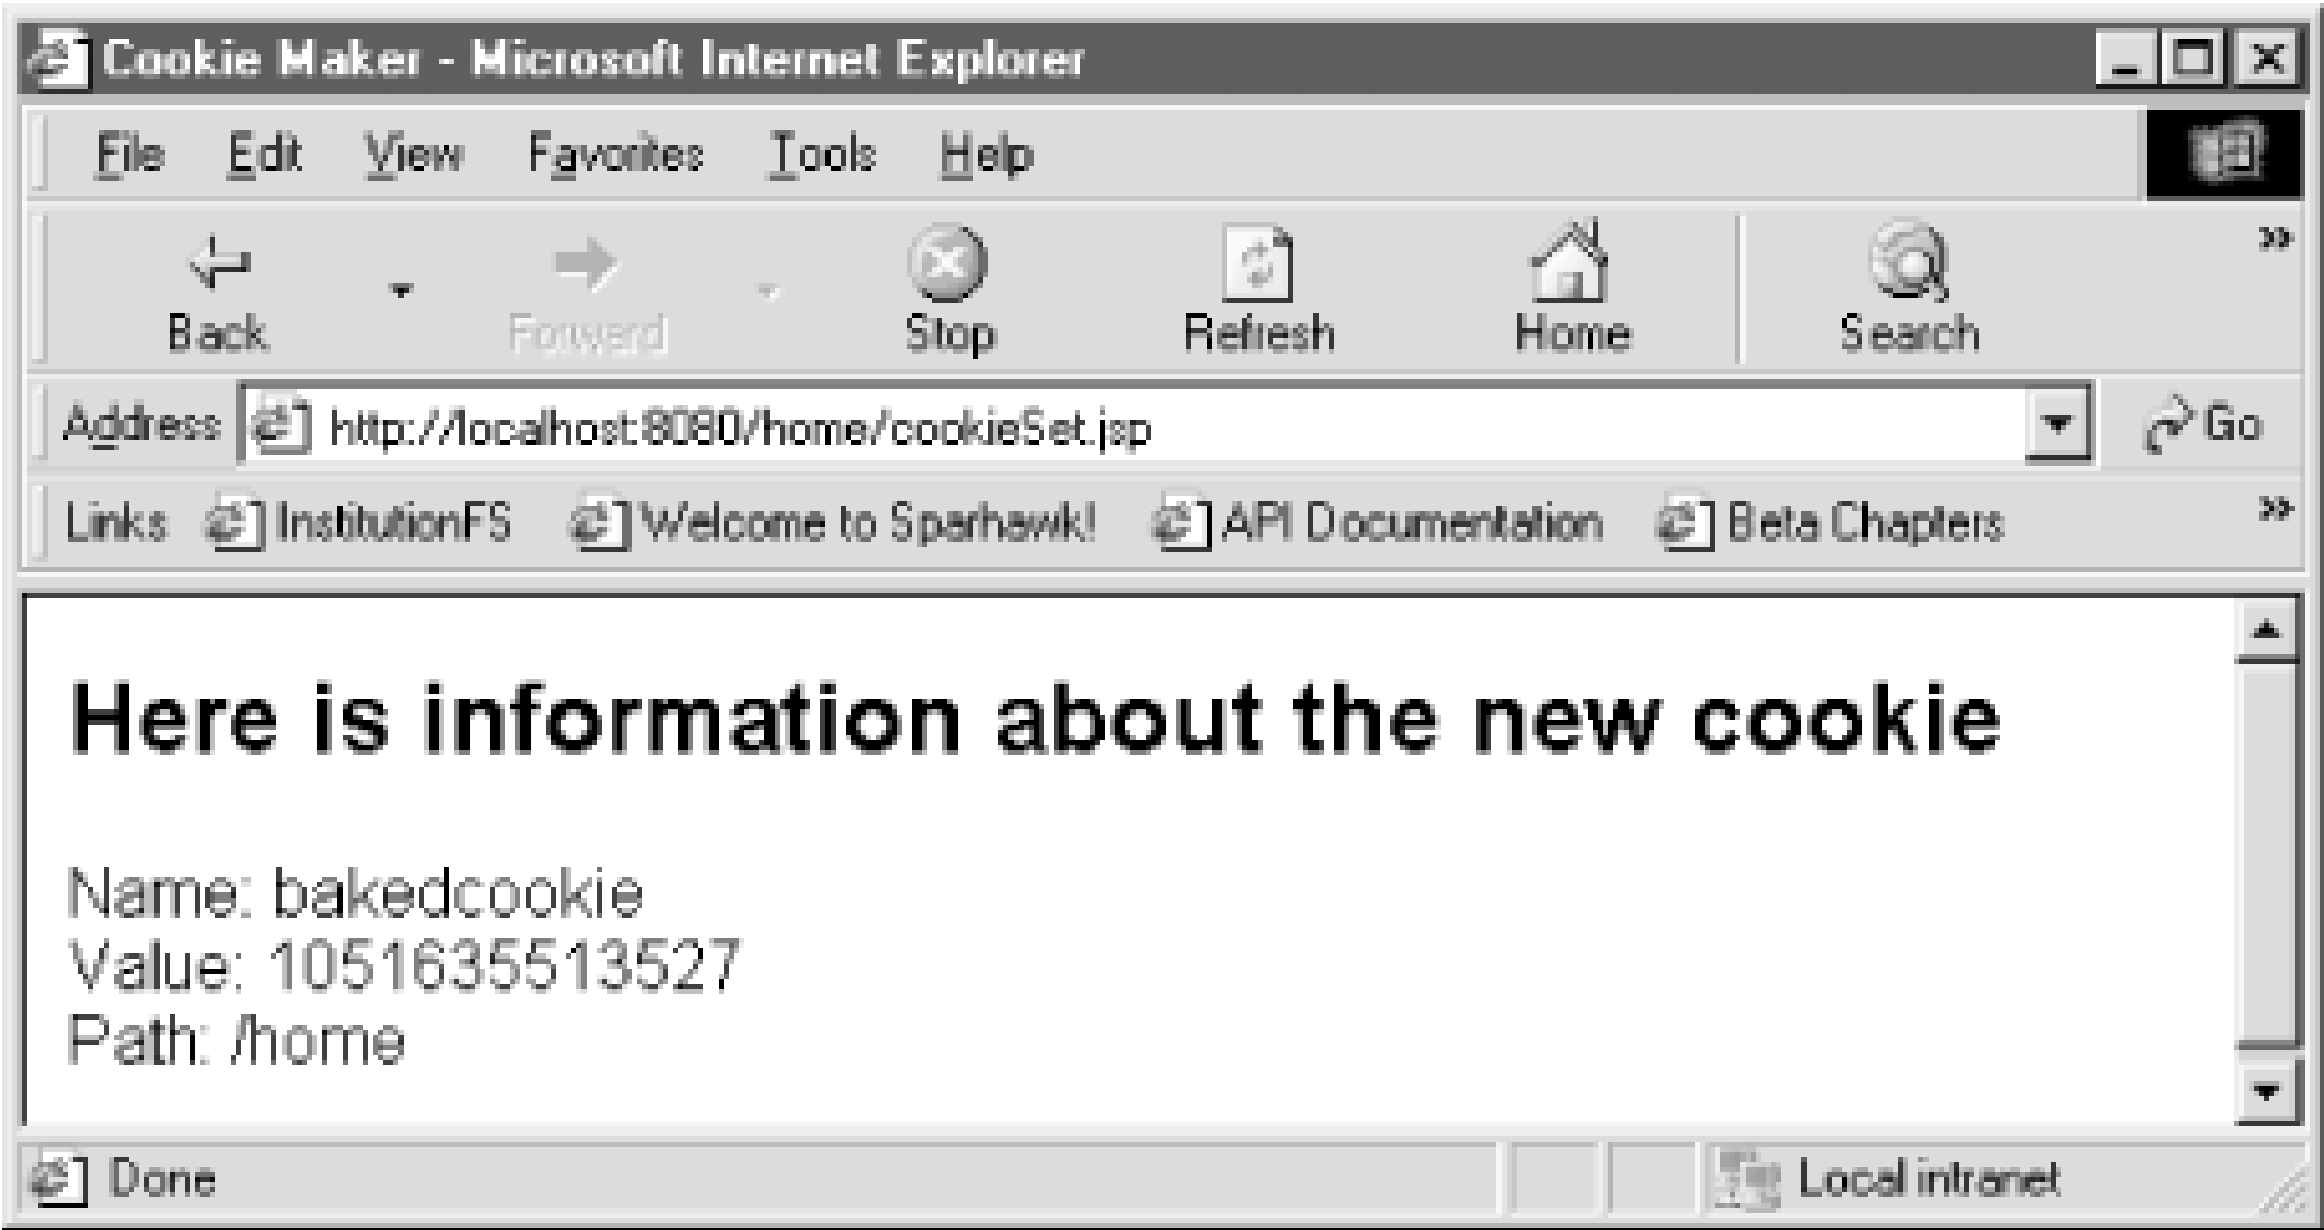 Cookie Maker - Microsoft Internet Explorer
File Edit View Favorites Tools Help
Back Forward Stop Refresh Home Search »
Address http://localhost:8080/home/cookieSet.jsp Go
Links InstitutionFS Welcome to Sparhawk! API Documentation Beta Chapters »
Here is information about the new cookie
Name: bakedcookie
Value: 1051635513527
Path: /home
Done Local intranet